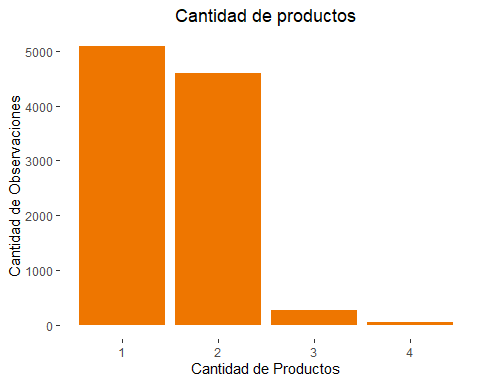 Cantidad de productos
Cantidad de Observaciones
5000
4000
3000
2000
1000
0
1 2 3 4
Cantidad de Productos